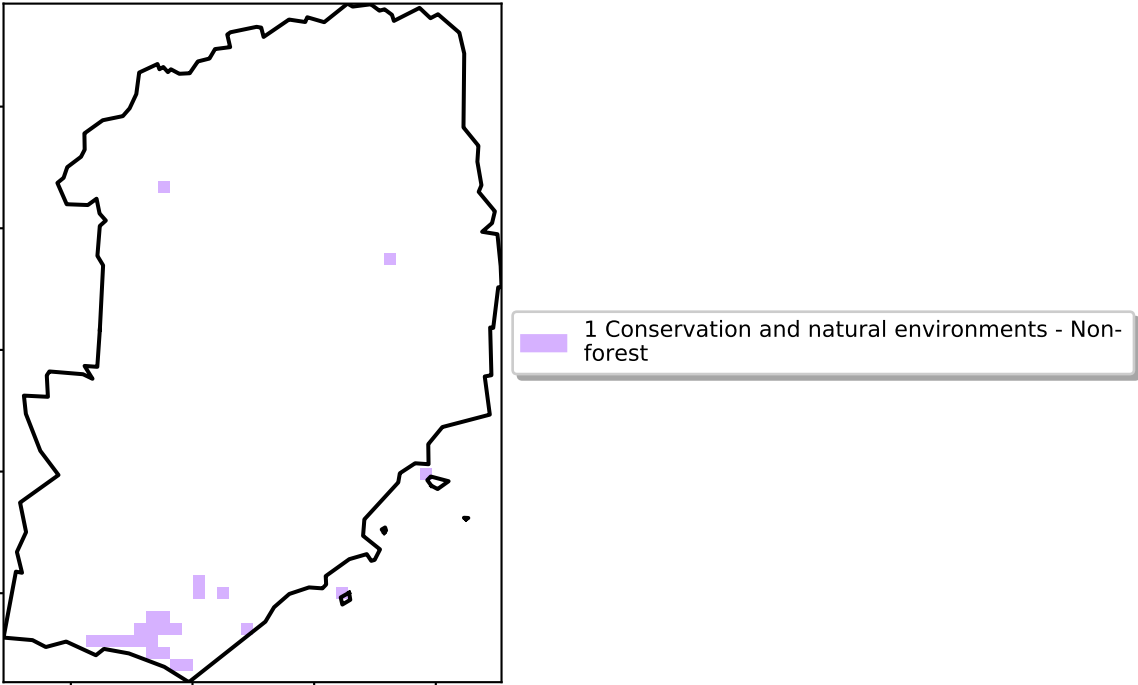 1 Conservation and natural environments - Non-
forest